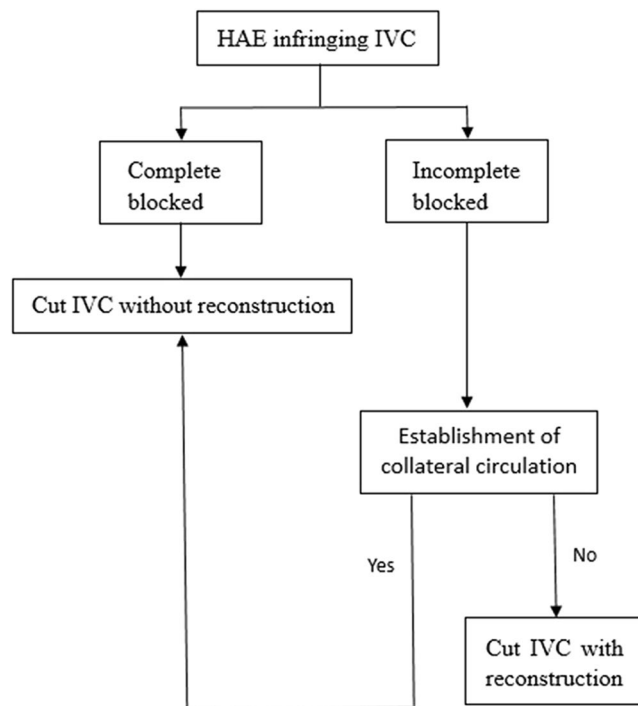 HAE infringing IVC
Complete
blocked
Incomplete
blocked
Cut IVC without reconstruction
Establishment of
collateral circulation
Yes
No
Cut IVC with
reconstruction